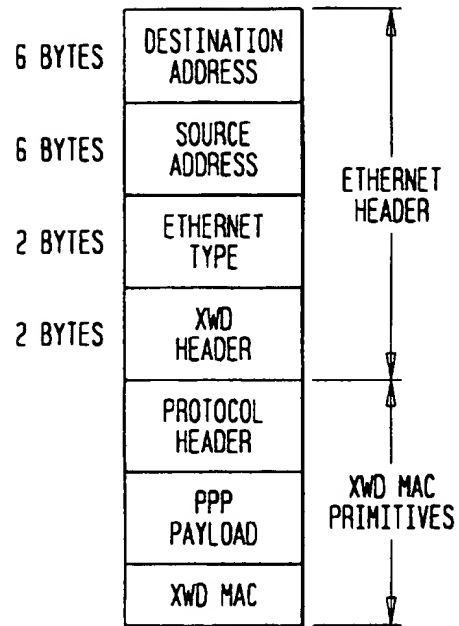 6 BYTES
DESTINATION
ADDRESS
6 BYTES
SOURCE
ADDRESS
2 BYTES
ETHERNET
TYPE
2 BYTES
XWD
HEADER
ETHERNET
HEADER
PROTOCOL
HEADER
PPP
PAYLOAD
XWD MAC
XWD MAC
PRIMITIVES